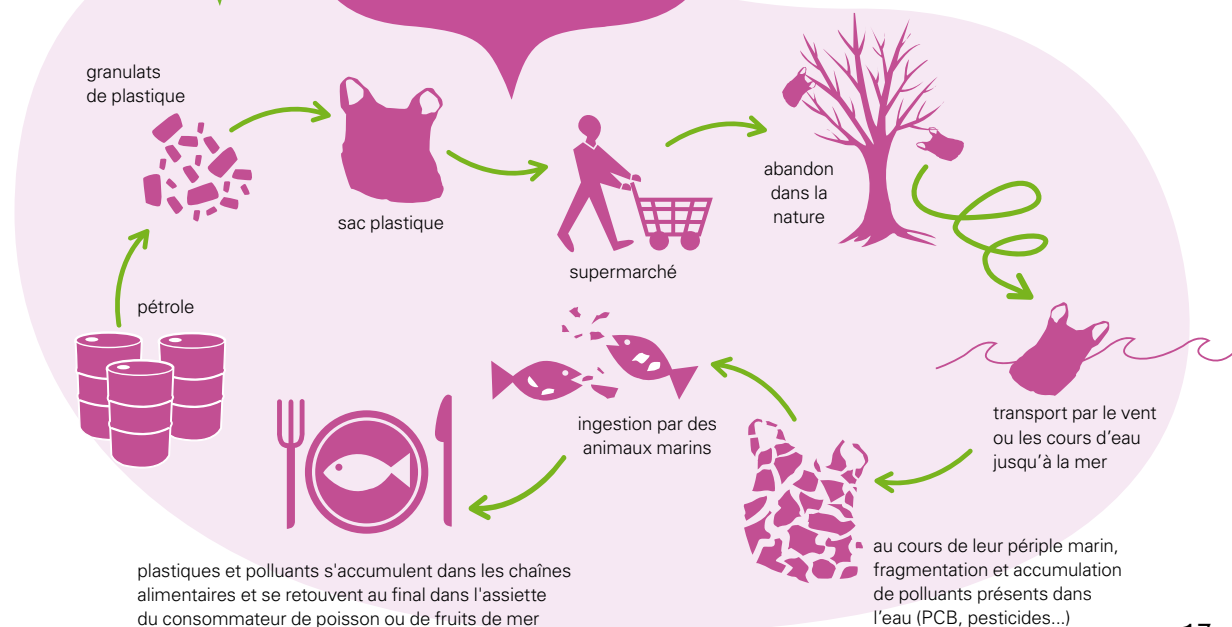 granulats
de plastique
sac plastique
supermarché
abandon
dans la
nature
pétrole
transport par le vent
ou les cours d'eau
jusqu'à la mer
ingestion par des
animaux marins
au cours de leur périple marin,
fragmentation et accumulation
de polluants présents dans
l'eau (PCB, pesticides...)
plastiques et polluants s'accumulent dans les chaînes
alimentaires et se retouvent au final dans l'assiette
du consommateur de poisson ou de fruits de mer